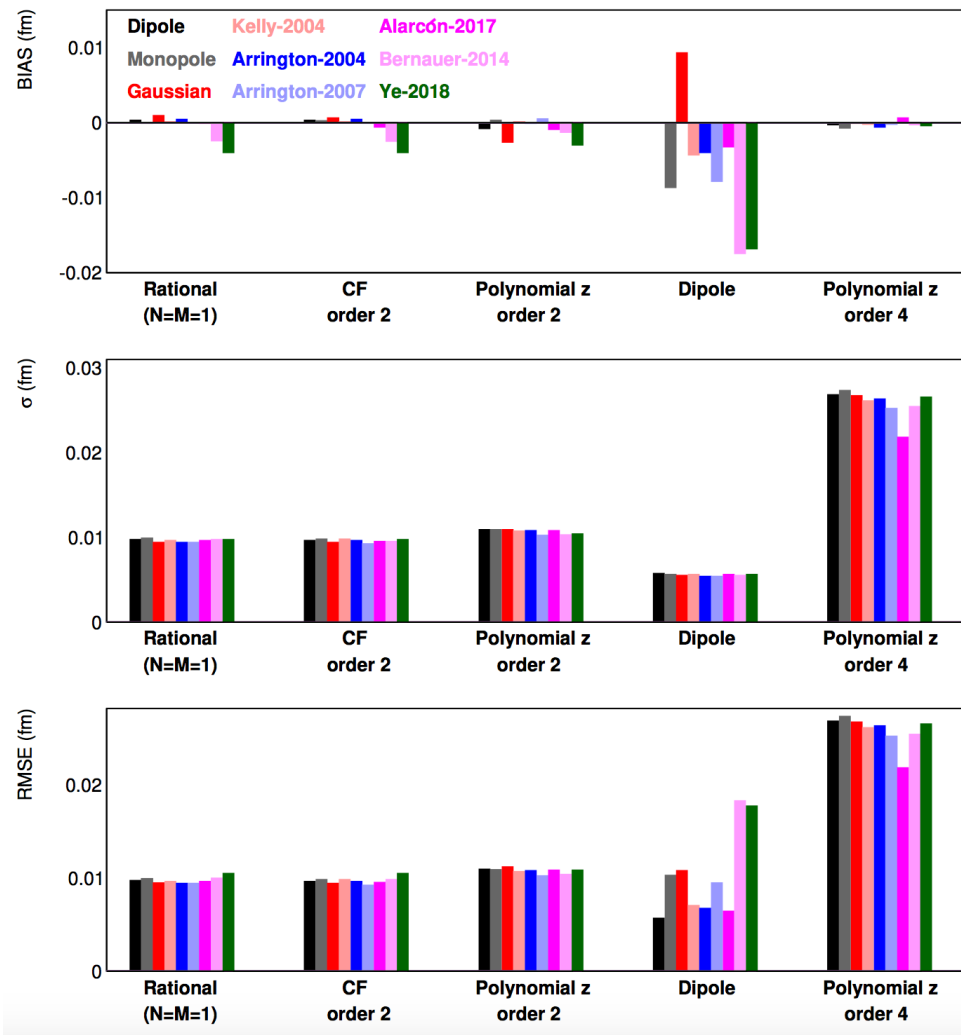 BIAS (fm)
0.01
0
-0.01
-0.02
Dipole Kelly-2004 Alarcón-2017
Monopole Arrington-2004 Bernauer-2014
Gaussian Arrington-2007 Ye-2018
Rational CF Polynomial z Dipole Polynomial z
(N=M=1) order 2 order 2 order 4
σ (fm)
0.03
0.02
0.01
0
Rational CF Polynomial z Dipole Polynomial z
(N=M=1) order 2 order 2 order 4
RMSE (fm)
0.02
0.01
0
Rational CF Polynomial z Dipole Polynomial z
(N=M=1) order 2 order 2 order 4